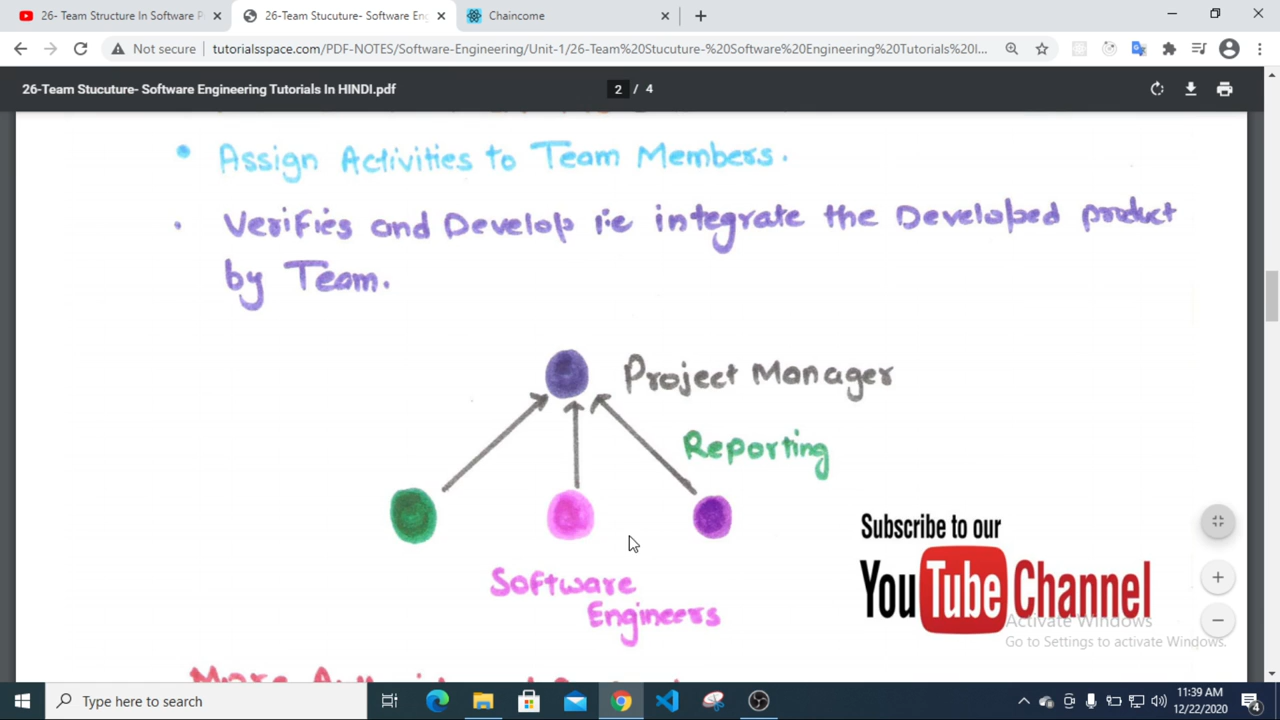 26- Team Structure In Software P
26-Team Stucuture- Software Eng
Chaincome
Not secure
tutorialsspace.com/PDF-NOTES/Software-Engineering/Unit-1/26-Team%20Stucuture-%20Software%20Engineering%20Tutorials%20I...
26-Team Stucuture- Software Engineering Tutorials In HINDI.pdf
2 / 4
• Assign Activities to Team Members.
• Verifies and Develop i.e integrate the Developed product
by Team.
Project Manager
Reporting
Subscribe to our
YouTube Channel
Software
Engineers
Activate Windows
Go to Settings to activate Windows.
Type here to search
11:39 AM
12/22/2020
4